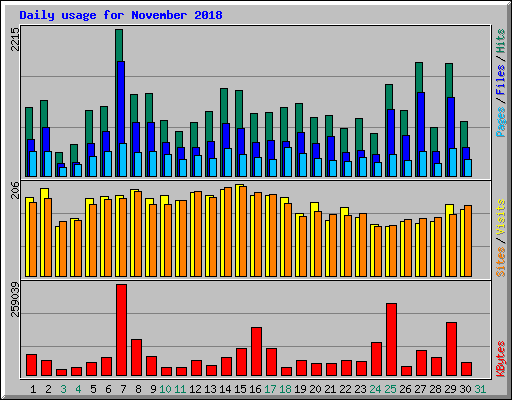 Daily usage for November 2018
2215
Pages / Files / Hits
206
Sites / Visits
259039
KBytes
1 2 3 4 5 6 7 8 9 10 11 12 13 14 15 16 17 18 19 20 21 22 23 24 25 26 27 28 29 30 31